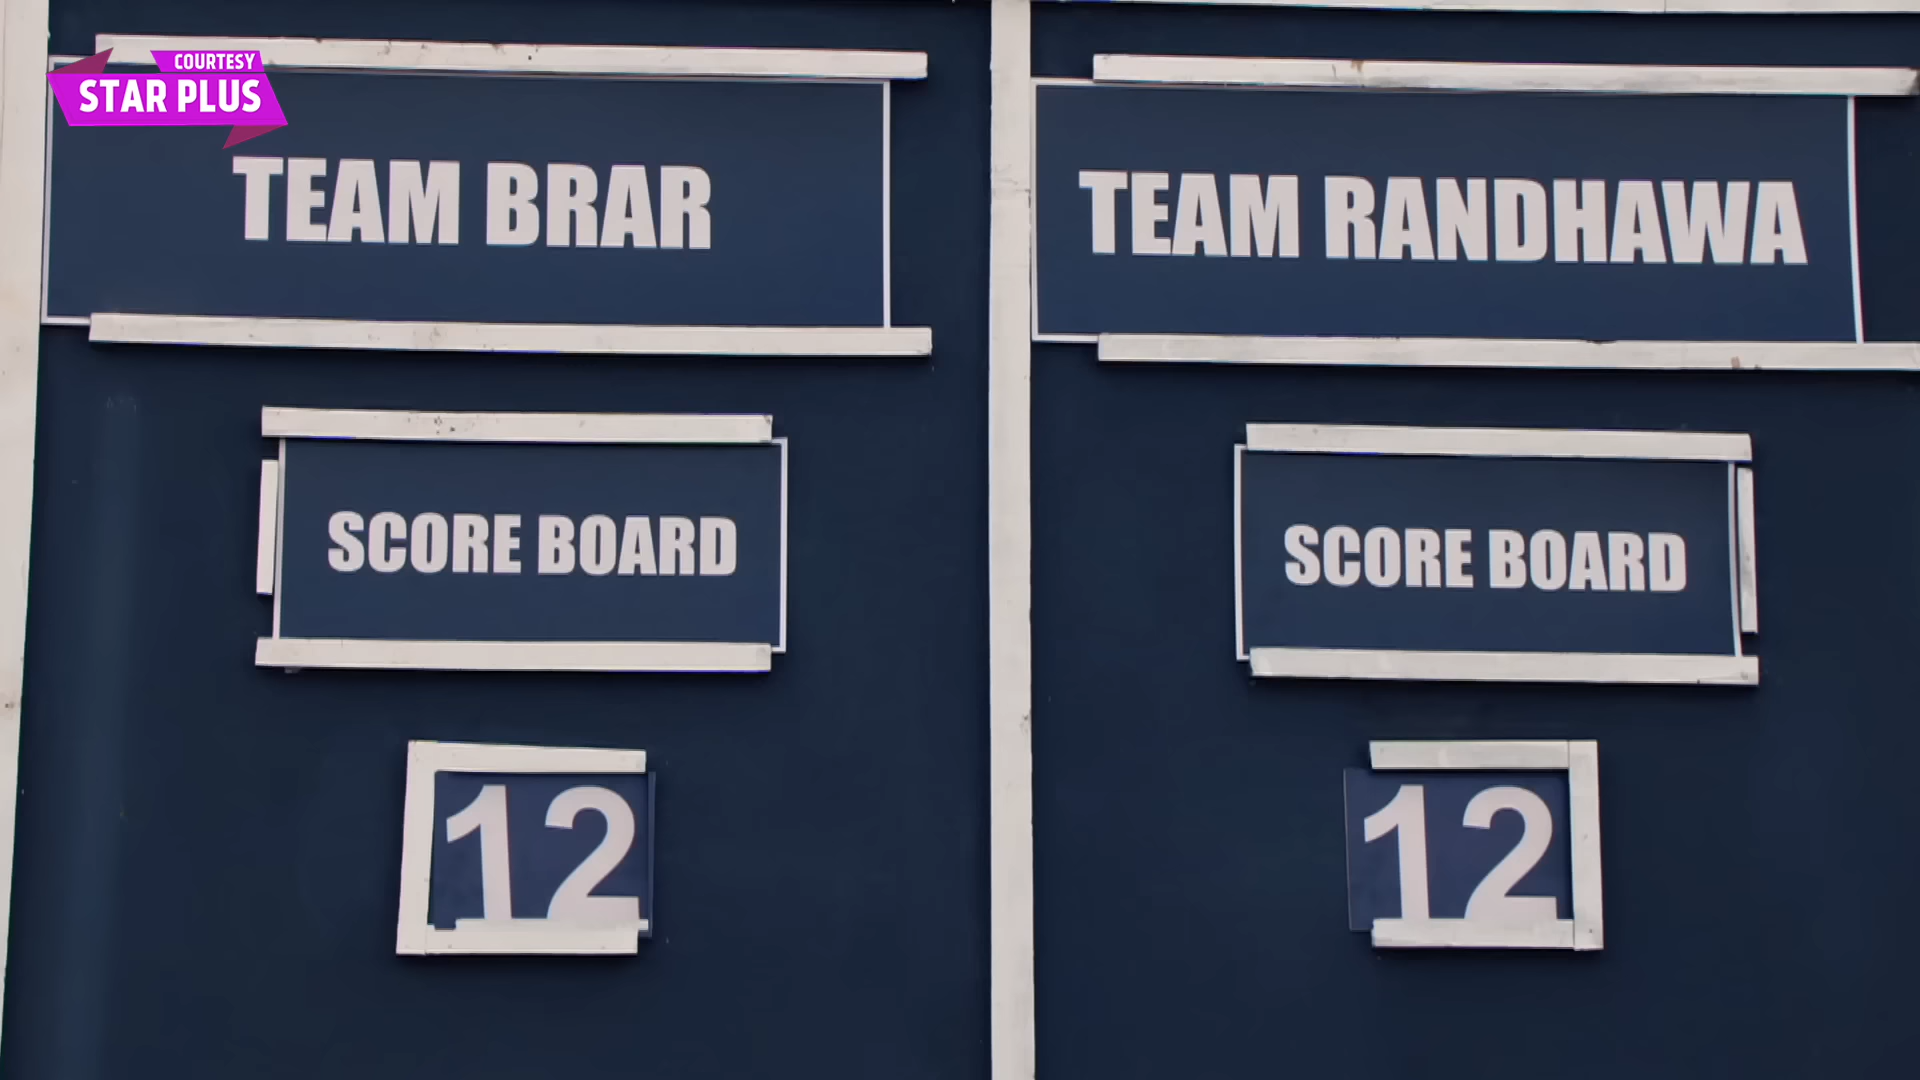 COURTESY
STAR PLUS
TEAM BRAR
SCORE BOARD
12
TEAM RANDHAWA
SCORE BOARD
12